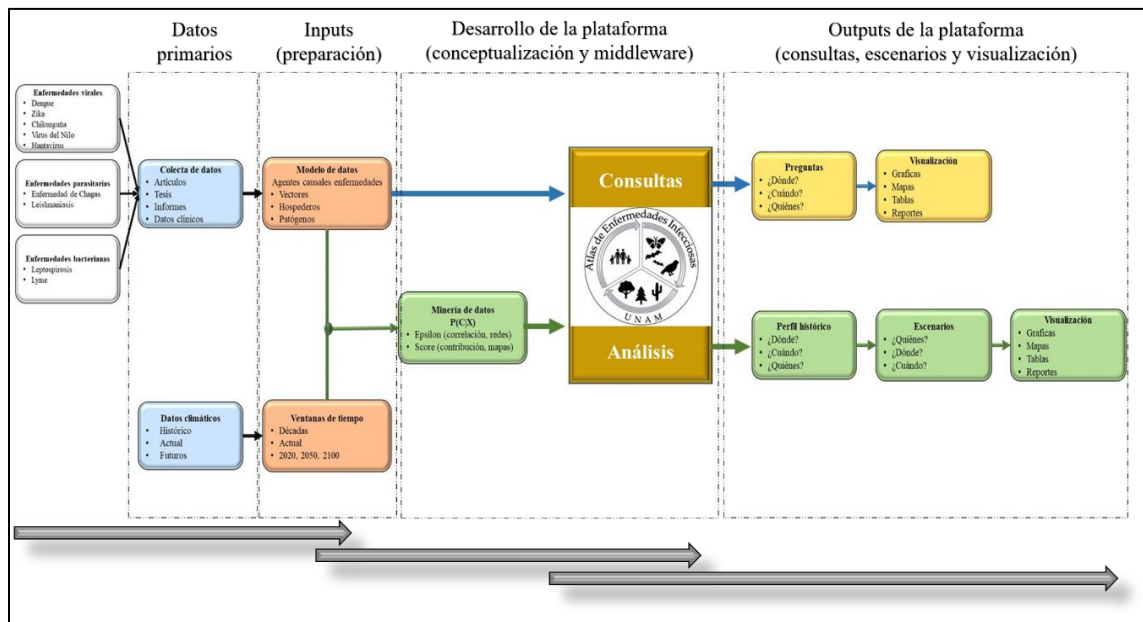 Datos
primarios
Inputs
(preparación)
Desarrollo de la plataforma
(conceptualización y middleware)
Outputs de la plataforma
(consultas, escenarios y visualización)
Enfermedades virales
• Dengue
• Zika
• Chikunguña
• Virus del Nilo
• Hantavirus
Enfermedades parasitarias
• Enfermedad de Chagas
• Leishmaniasis
Enfermedades bacterianas
• Leptospirosis
• Lyme
Colecta de datos
• Artículos
• Tesis
• Informes
• Datos clínicos
Modelo de datos
Agentes causales enfermedades
• Vectores
• Hospederos
• Patógenos
Consultas
Atlas de Enfermedades Infecciosas
UNAM
Análisis
Preguntas
• ¿Dónde?
• ¿Cuándo?
• ¿Quiénes?
Visualización
• Graficas
• Mapas
• Tablas
• Reportes
Minería de datos
P(C|X)
• Epsilon (correlación, redes)
• Score (contribución, mapas)
Perfil histórico
• ¿Dónde?
• ¿Cuándo?
• ¿Quiénes?
Escenarios
• ¿Quiénes?
• ¿Dónde?
• ¿Cuándo?
Visualización
• Graficas
• Mapas
• Tablas
• Reportes
Datos climáticos
• Histórico
• Actual
• Futuros
Ventanas de tiempo
• Décadas
• Actual
• 2020, 2050, 2100